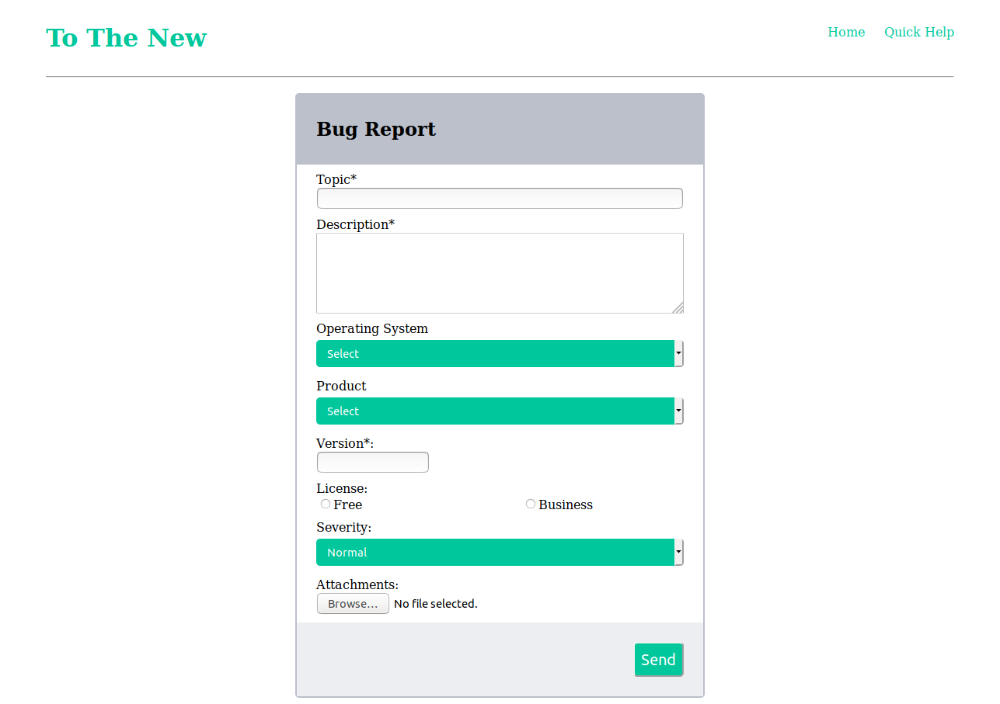 To The New
Home Quick Help
Bug Report
Topic*
Description*
Operating System
Select
Product
Select
Version*:
License:
Free Business
Severity:
Normal
Attachments:
Browse... No file selected.
Send